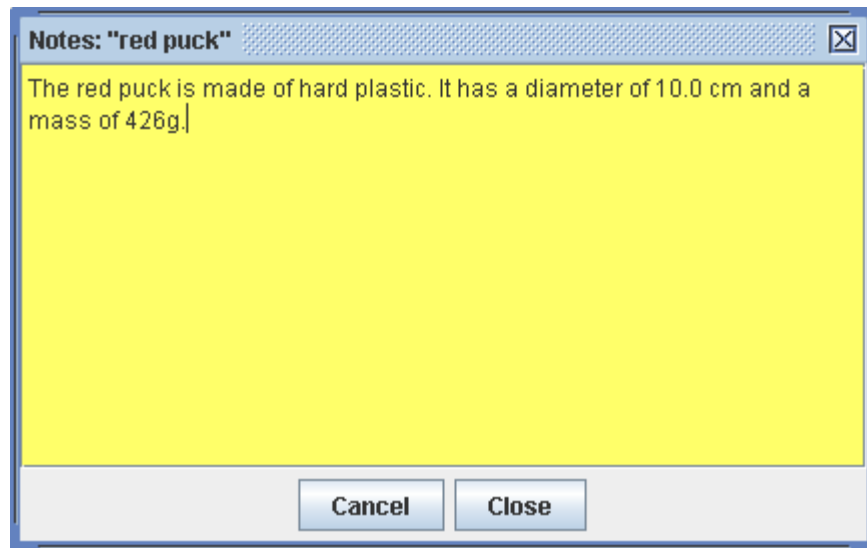 Notes: "red puck"
The red puck is made of hard plastic. It has a diameter of 10.0 cm and a
mass of 426g.
Cancel Close